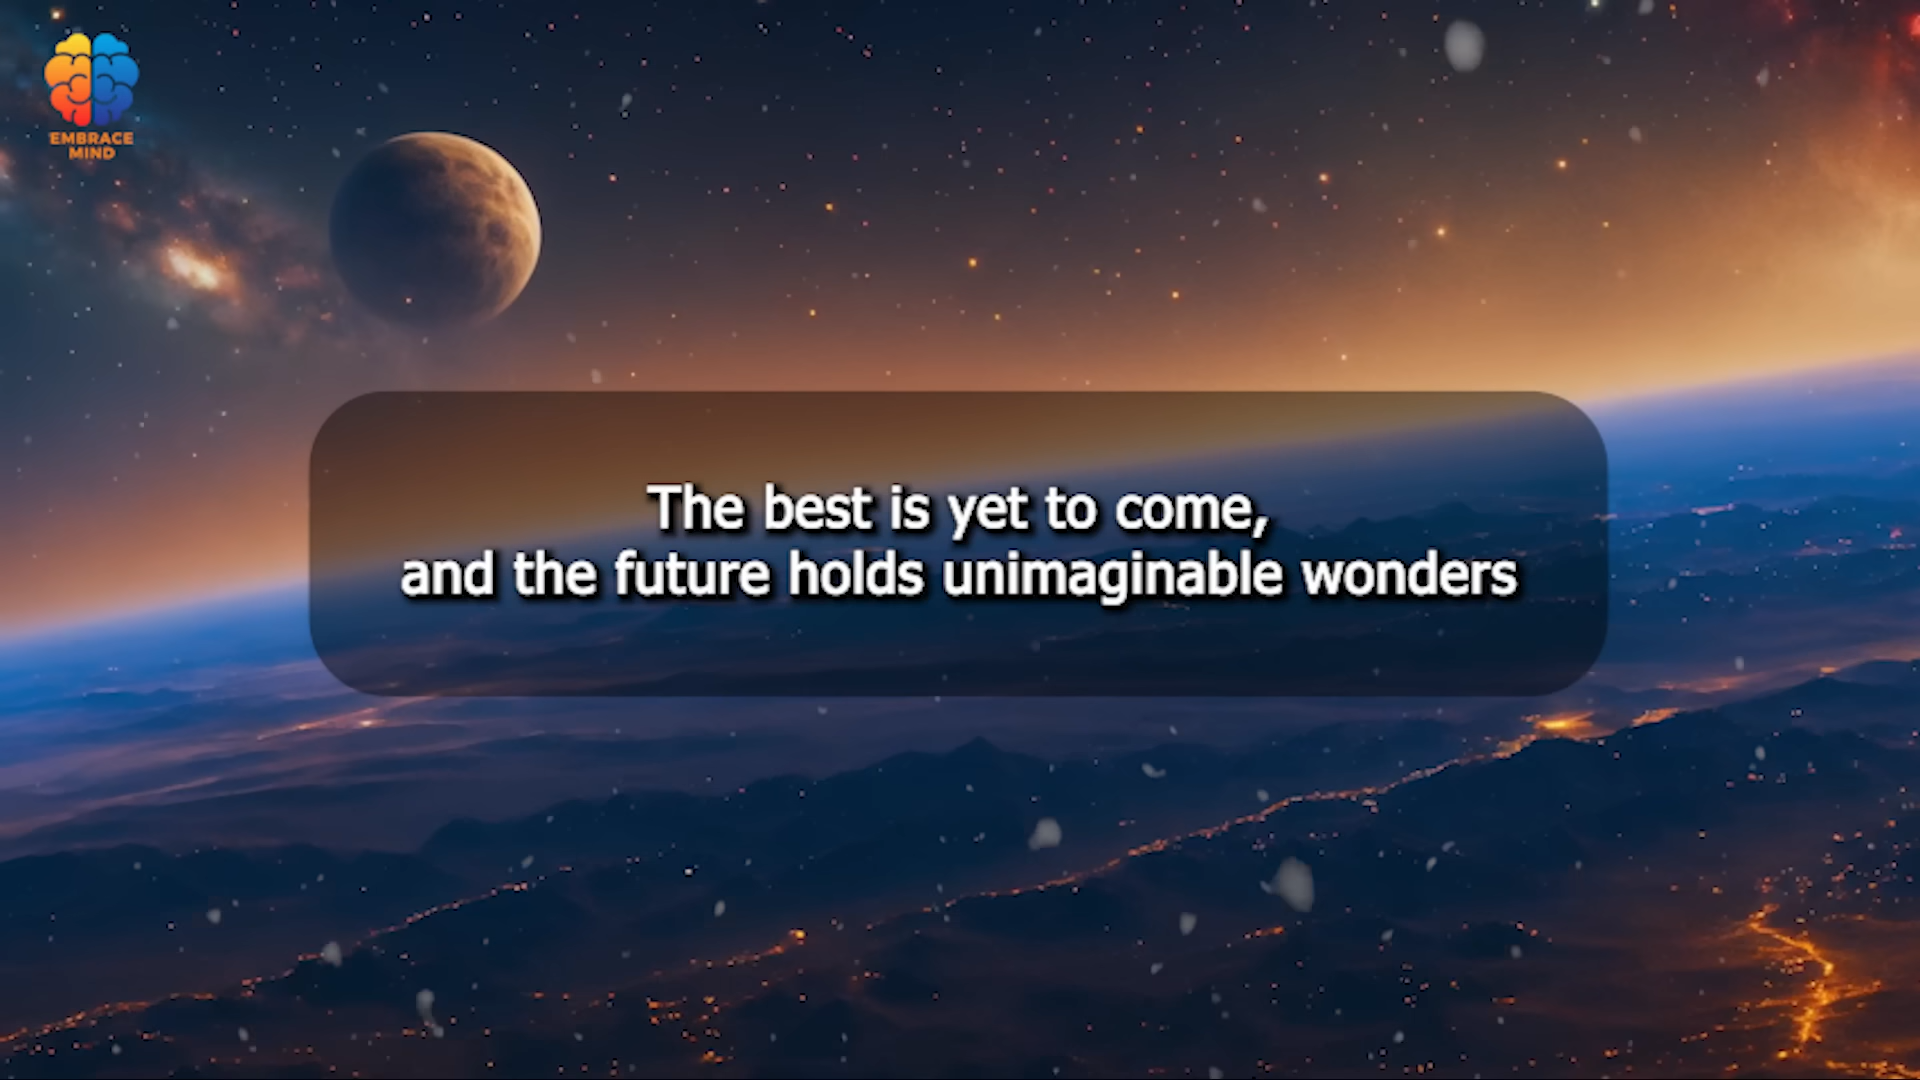 EMBRACE
MIND
The best is yet to come,
and the future holds unimaginable wonders